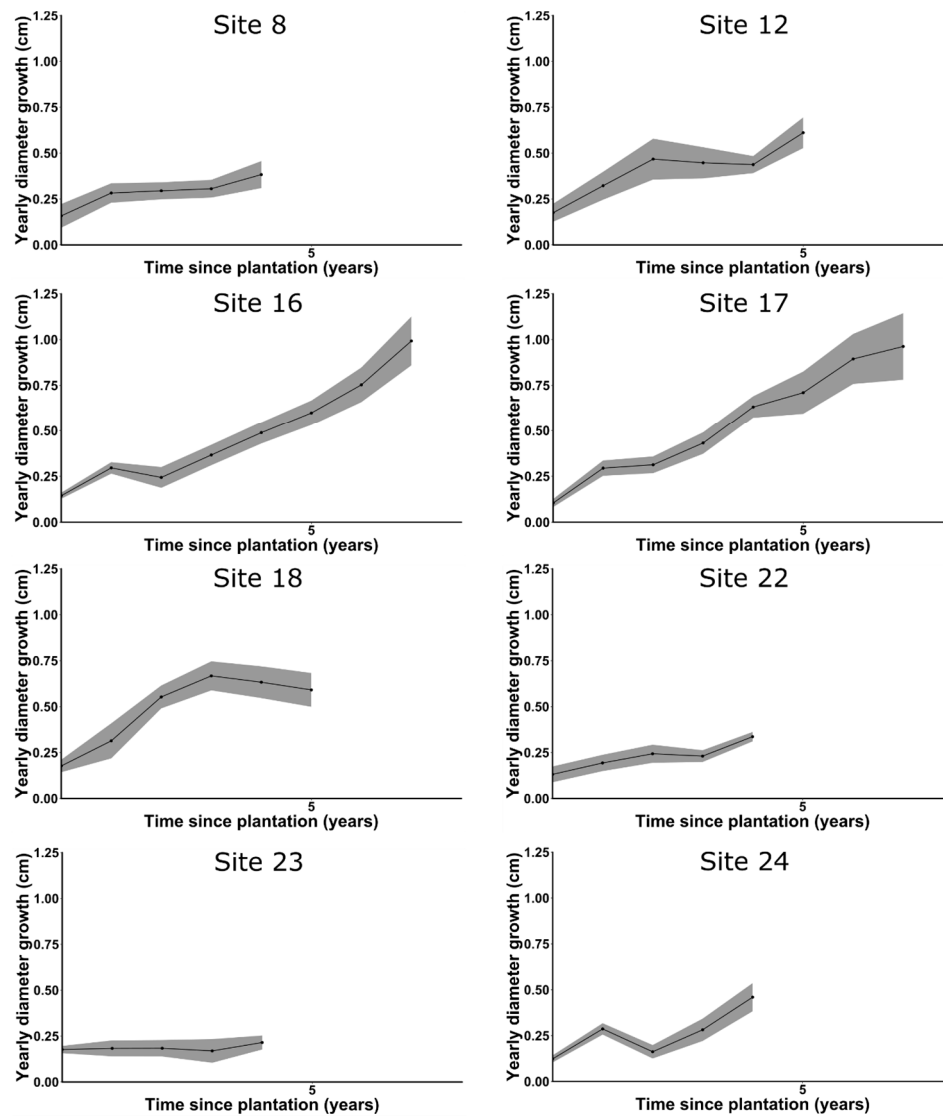 Site 8
Yearly diameter growth (cm)
1.25
1.00
0.75
0.50
0.25
0.00
5
Time since plantation (years)
Site 12
Yearly diameter growth (cm)
1.25
1.00
0.75
0.50
0.25
0.00
5
Time since plantation (years)
Site 16
Yearly diameter growth (cm)
1.25
1.00
0.75
0.50
0.25
0.00
5
Time since plantation (years)
Site 17
Yearly diameter growth (cm)
1.25
1.00
0.75
0.50
0.25
0.00
5
Time since plantation (years)
Site 18
Yearly diameter growth (cm)
1.25
1.00
0.75
0.50
0.25
0.00
5
Time since plantation (years)
Site 22
Yearly diameter growth (cm)
1.25
1.00
0.75
0.50
0.25
0.00
5
Time since plantation (years)
Site 23
Yearly diameter growth (cm)
1.25
1.00
0.75
0.50
0.25
0.00
5
Time since plantation (years)
Site 24
Yearly diameter growth (cm)
1.25
1.00
0.75
0.50
0.25
0.00
5
Time since plantation (years)